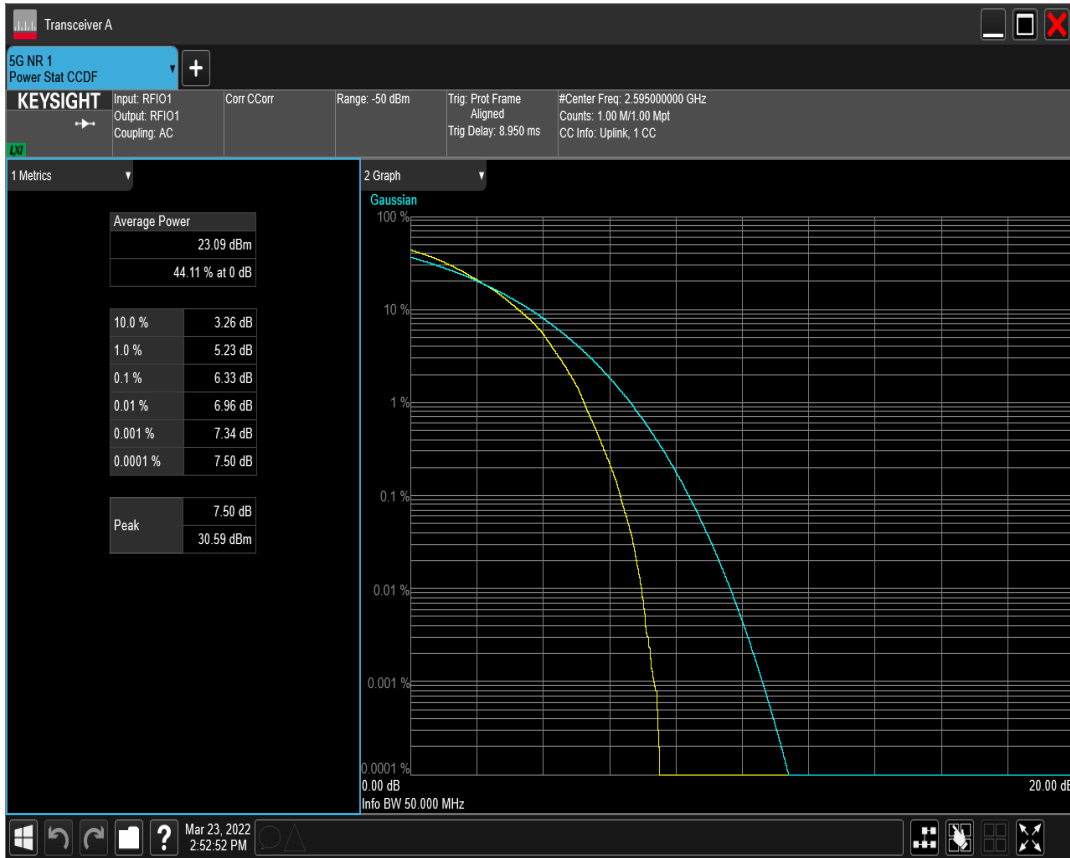 Transceiver A
5G NR 1
Power Stat CCDF
+
KEYSIGHT
LXI
Input: RFIO1
Output: RFIO1
Coupling: AC
Corr CCorr
Range: -50 dBm
Trig: Prot Frame
Aligned
Trig Delay: 8.950 ms
#Center Freq: 2.595000000 GHz
Counts: 1.00 M/1.00 Mpt
CC Info: Uplink, 1 CC
1 Metrics
Average Power
23.09 dBm
44.11 % at 0 dB
10.0 % 3.26 dB
1.0 % 5.23 dB
0.1 % 6.33 dB
0.01 % 6.96 dB
0.001 % 7.34 dB
0.0001 % 7.50 dB
Peak 7.50 dB
30.59 dBm
2 Graph
Gaussian
100 %
10 %
1 %
0.1 %
0.01 %
0.001 %
0.0001 %
0.00 dB 20.00 dB
Info BW 50.000 MHz
?
Mar 23, 2022
2:52:52 PM